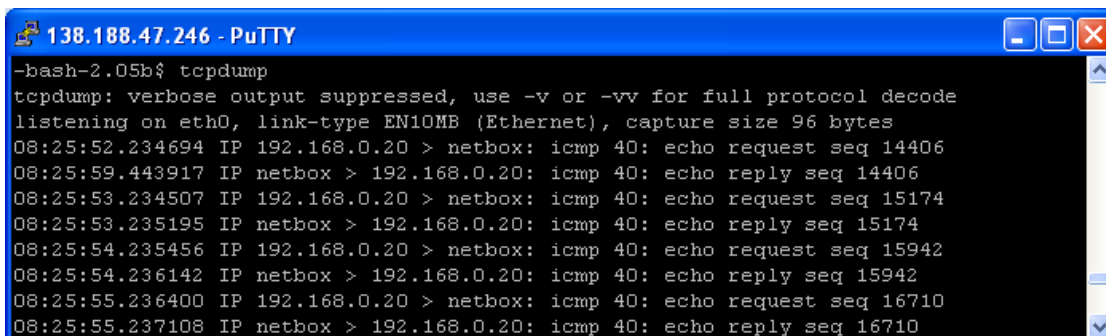 138.188.47.246 - PuTTY
-bash-2.05b$ tcpdump
tcpdump: verbose output suppressed, use -v or -vv for full protocol decode
listening on eth0, link-type EN10MB (Ethernet), capture size 96 bytes
08:25:52.234694 IP 192.168.0.20 > netbox: icmp 40: echo request seq 14406
08:25:59.443917 IP netbox > 192.168.0.20: icmp 40: echo reply seq 14406
08:25:53.234507 IP 192.168.0.20 > netbox: icmp 40: echo request seq 15174
08:25:53.235195 IP netbox > 192.168.0.20: icmp 40: echo reply seq 15174
08:25:54.235456 IP 192.168.0.20 > netbox: icmp 40: echo request seq 15942
08:25:54.236142 IP netbox > 192.168.0.20: icmp 40: echo reply seq 15942
08:25:55.236400 IP 192.168.0.20 > netbox: icmp 40: echo request seq 16710
08:25:55.237108 IP netbox > 192.168.0.20: icmp 40: echo reply seq 16710